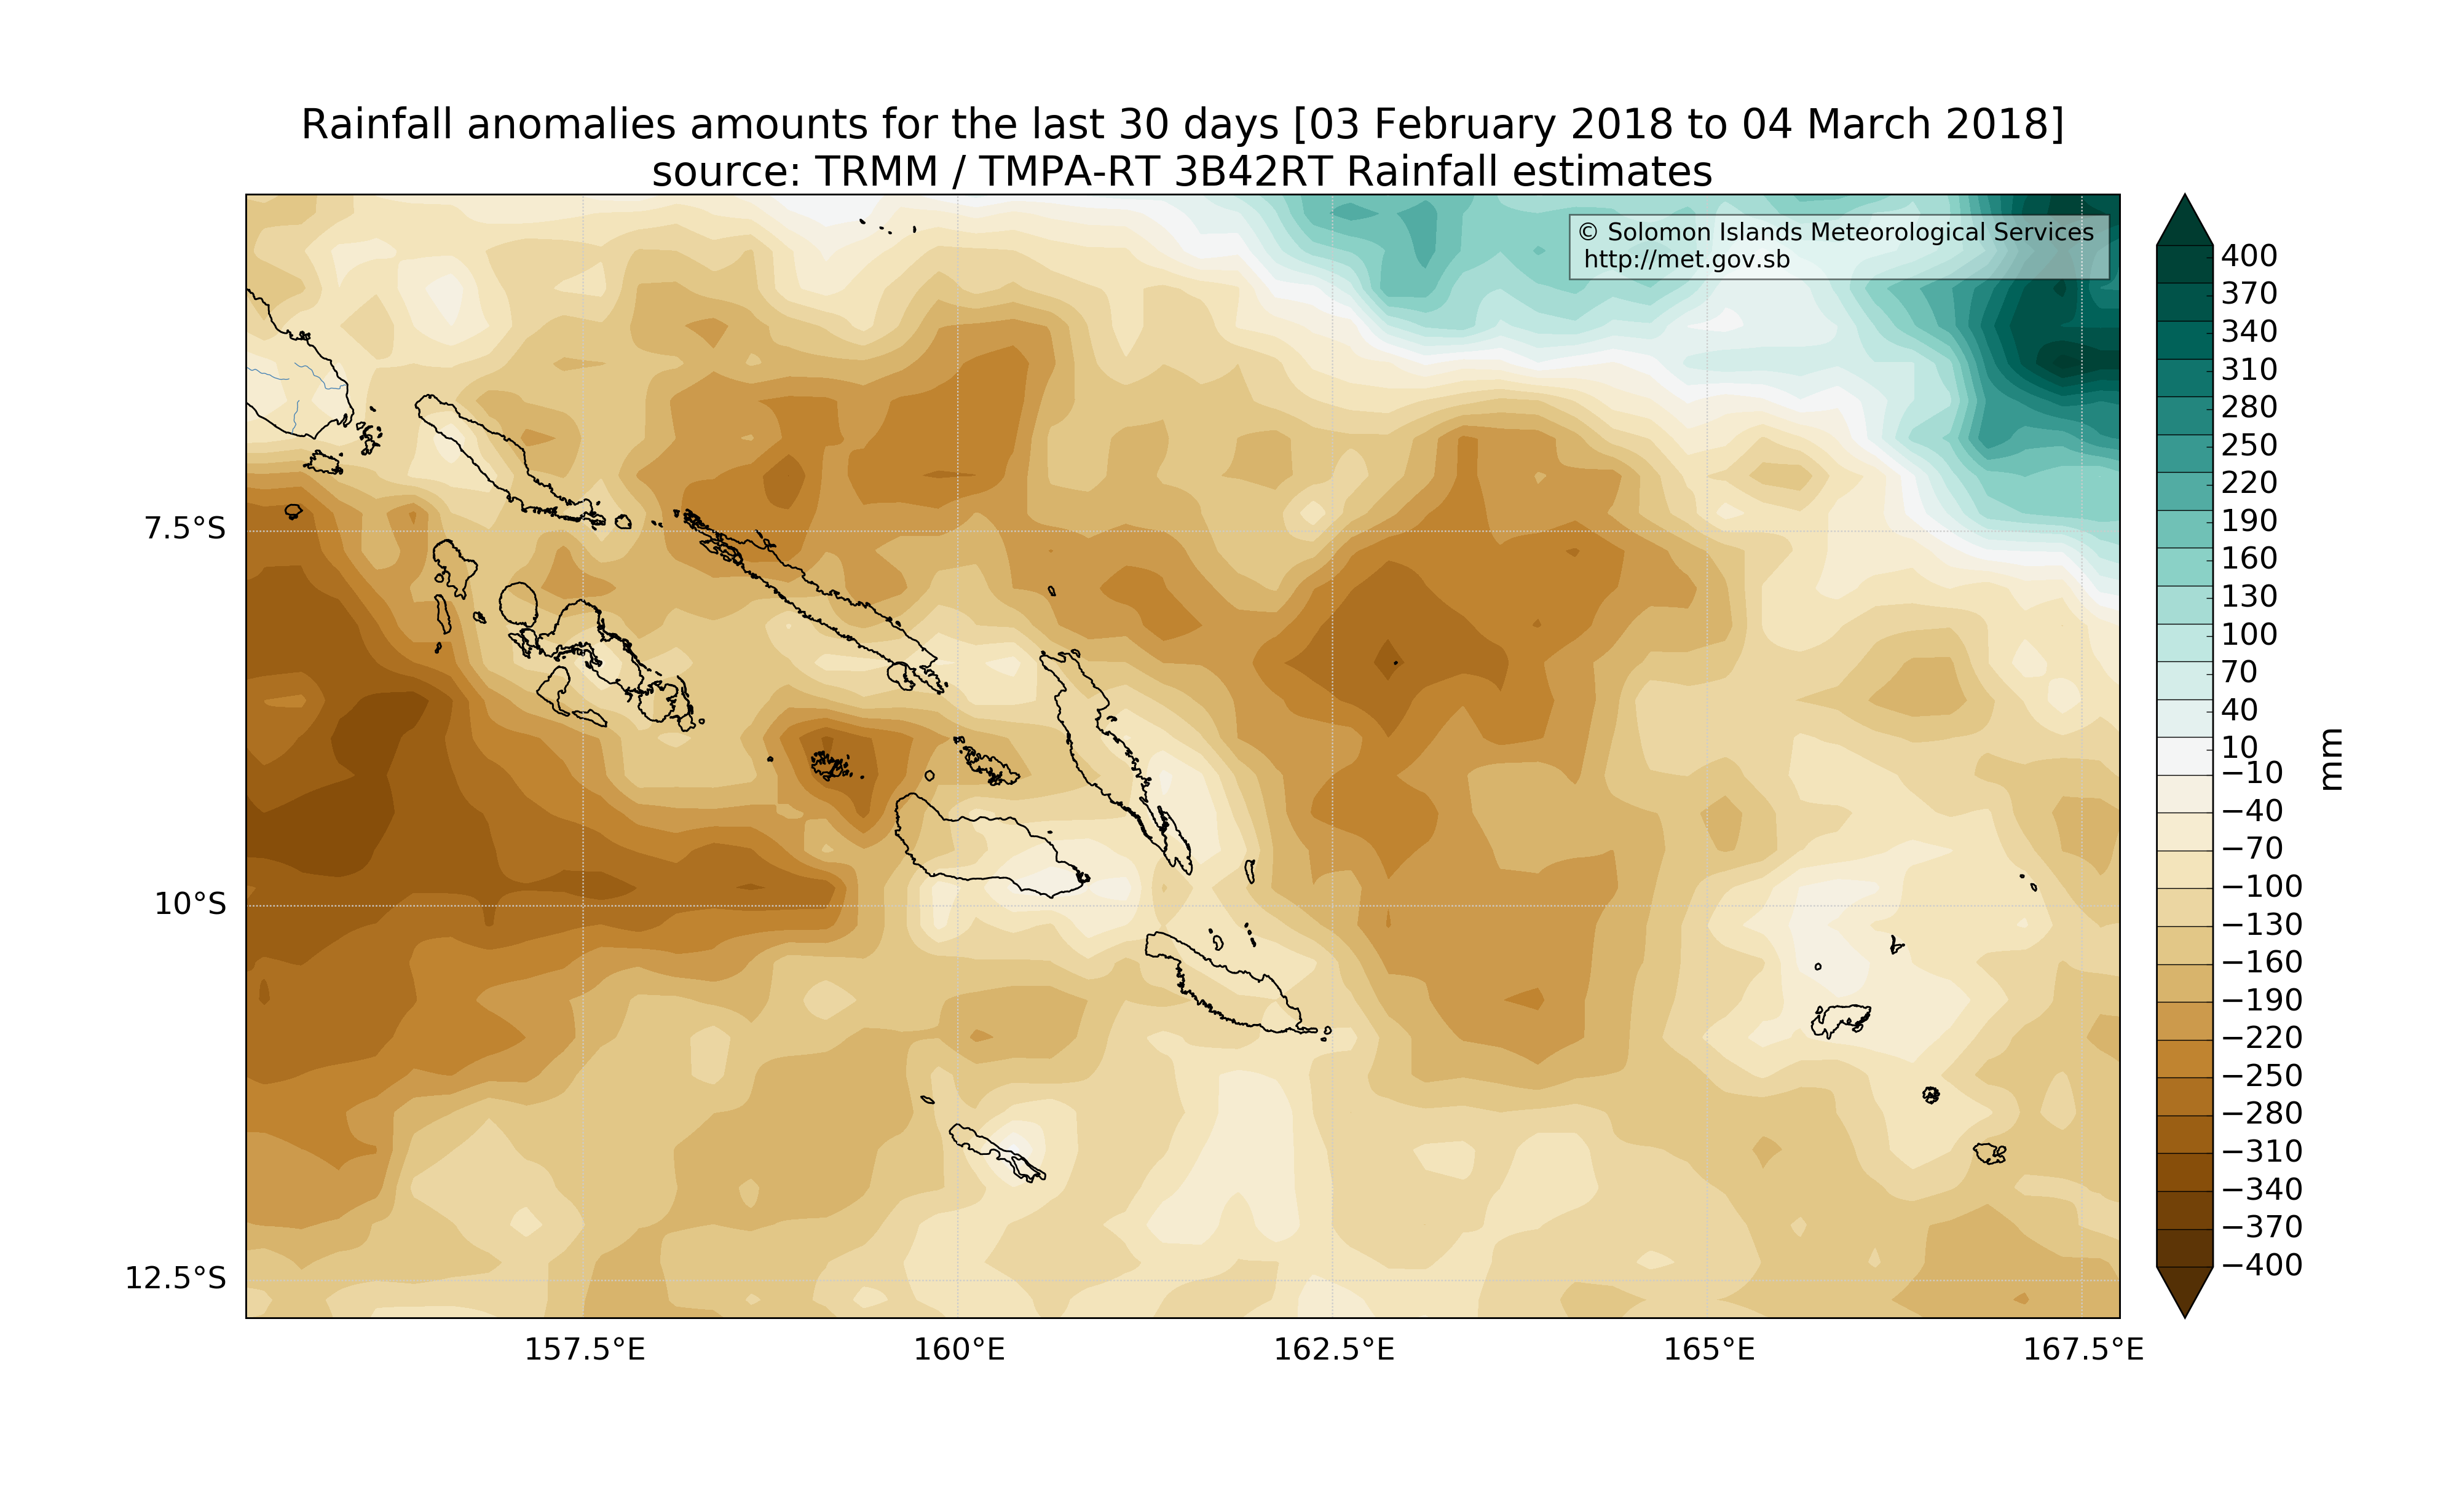 Rainfall anomalies amounts for the last 30 days [03 February 2018 to 04 March 2018]
source: TRMM / TMPA-RT 3B42RT Rainfall estimates
© Solomon Islands Meteorological Services
http://met.gov.sb
7.5°S
10°S
12.5°S
157.5°E
160°E
162.5°E
165°E
167.5°E
400
370
340
310
280
250
220
190
160
130
100
70
40
10
−10
−40
−70
−100
−130
−160
−190
−220
−250
−280
−310
−340
−370
−400
mm